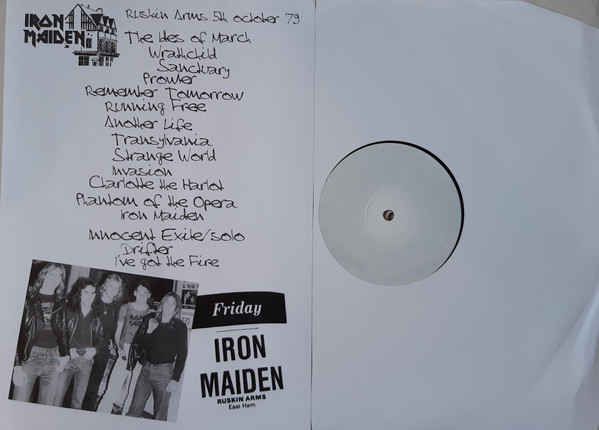 IRON MAIDEN
Ruskin Arms 5th october '79
The Ides of March
Wrathchild
Sanctuary
Prowler
Remember Tomorrow
Running Free
Another Life
Transylvania
Strange World
Invasion
Charlotte the Harlot
Phantom of the Opera
Iron Maiden
Innocent Exile/solo
Drifter
I've got the Fire
Friday
IRON
MAIDEN
RUSKIN ARMS
East Ham